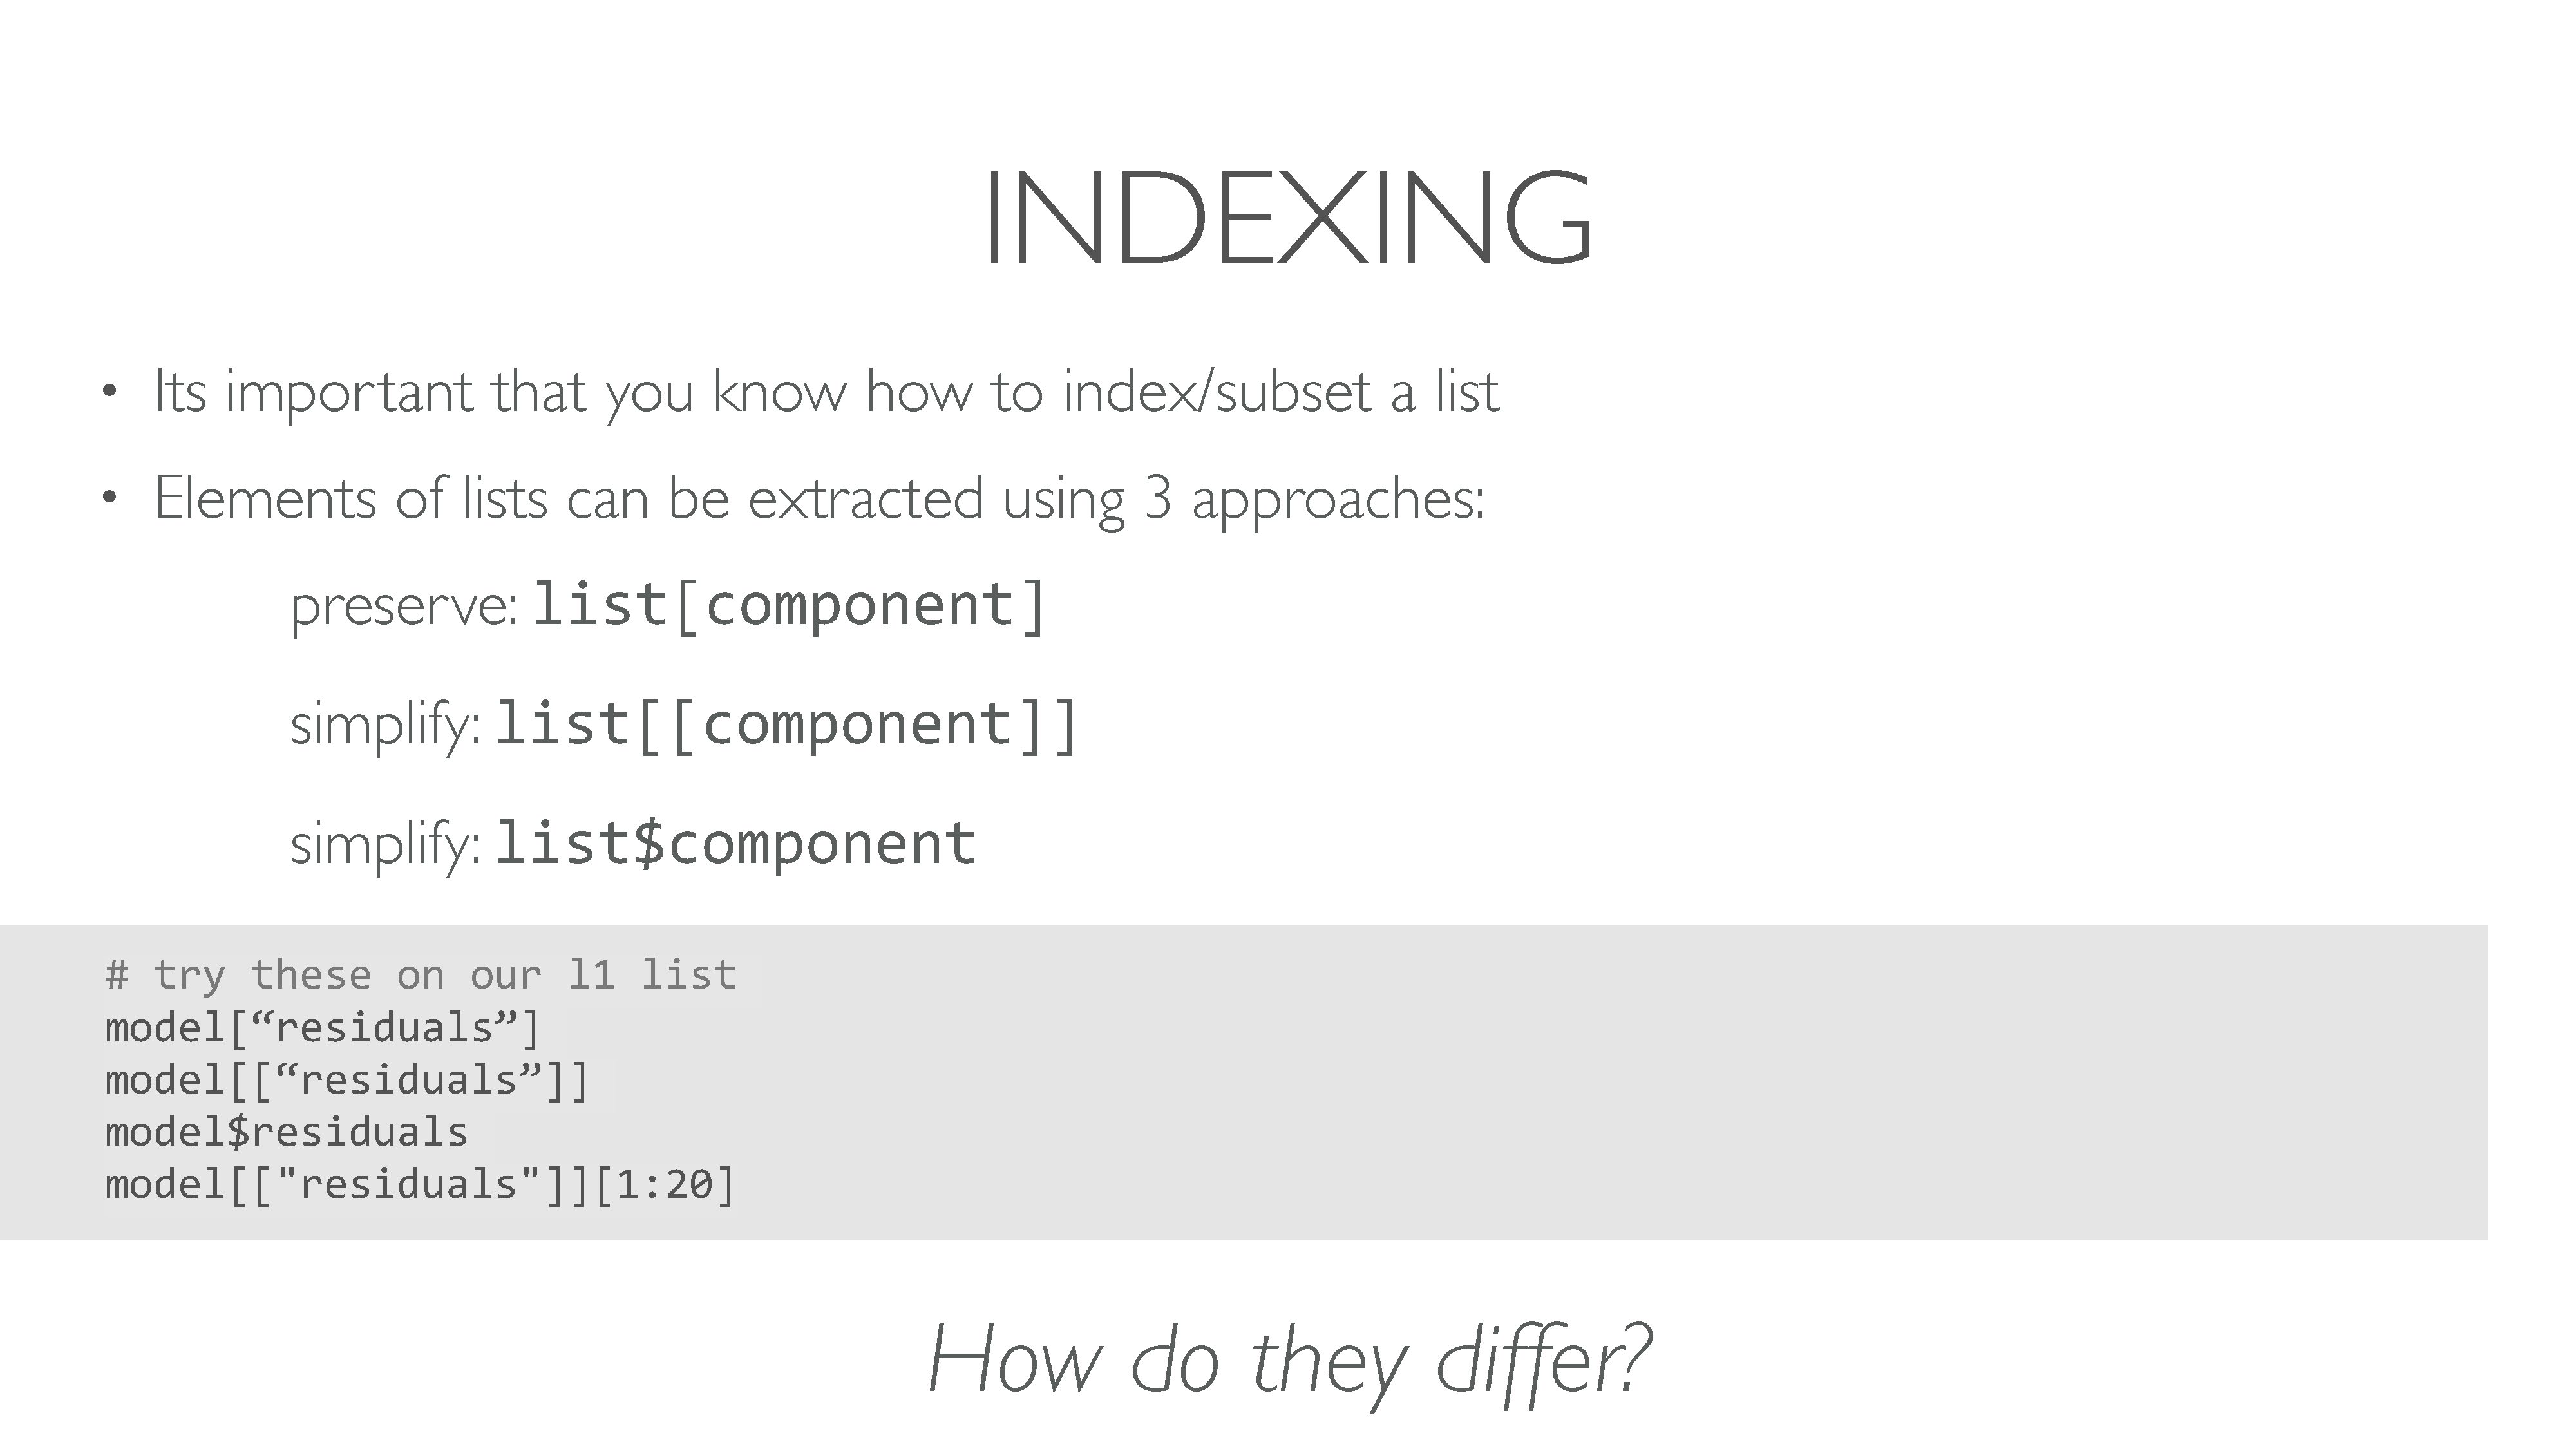 INDEXING
• Its important that you know how to index/subset a list
• Elements of lists can be extracted using 3 approaches:
preserve: list[component]
simplify: list[[component]]
simplify: list$component
# try these on our l1 list
model[“residuals”]
model[[“residuals”]]
model$residuals
model[["residuals"]][1:20]
How do they differ?